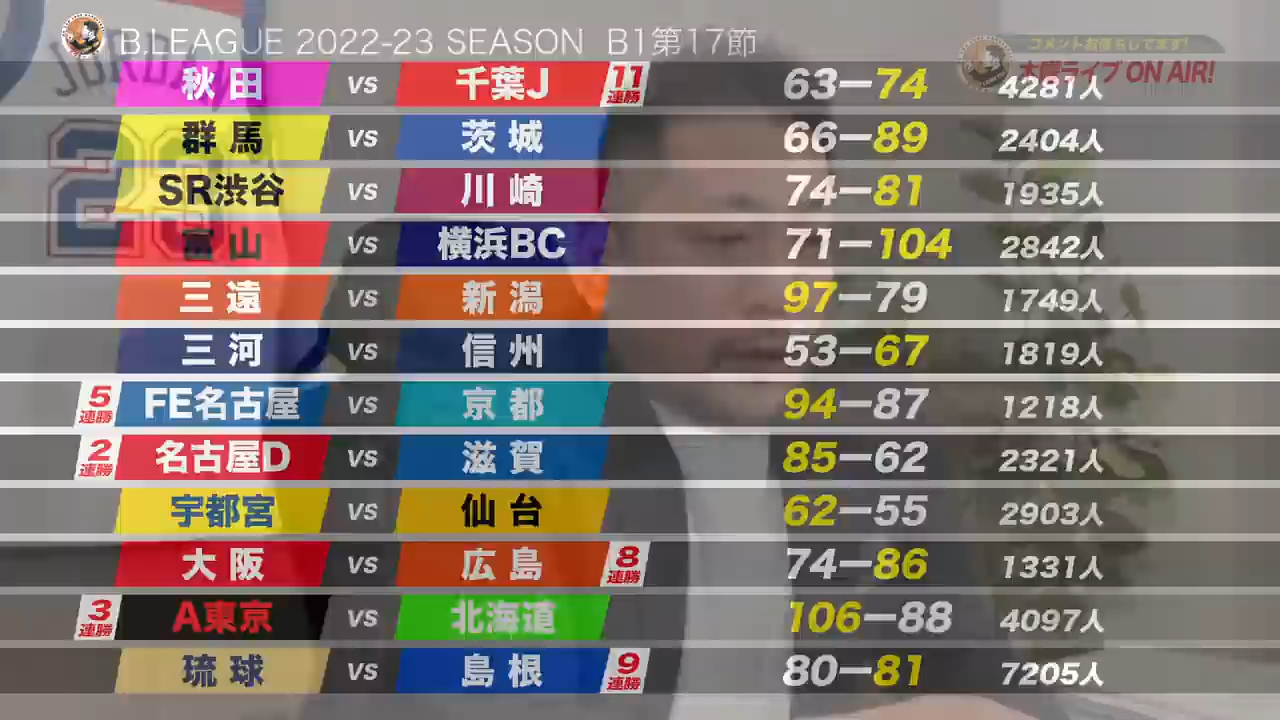 B.LEAGUE 2022-23 SEASON B1第17節
コメントお待ちしてます!
木曜ライブ ON AIR!
JORDAN
23
秋田 VS 千葉J 11連勝 63-74 4281人
群馬 VS 茨城 66-89 2404人
SR渋谷 VS 川崎 74-81 1935人
富山 VS 横浜BC 71-104 2842人
三遠 VS 新潟 97-79 1749人
三河 VS 信州 53-67 1819人
5連勝 FE名古屋 VS 京都 94-87 1218人
2連勝 名古屋D VS 滋賀 85-62 2321人
宇都宮 VS 仙台 62-55 2903人
大阪 VS 広島 8連勝 74-86 1331人
3連勝 A東京 VS 北海道 106-88 4097人
琉球 VS 島根 9連勝 80-81 7205人